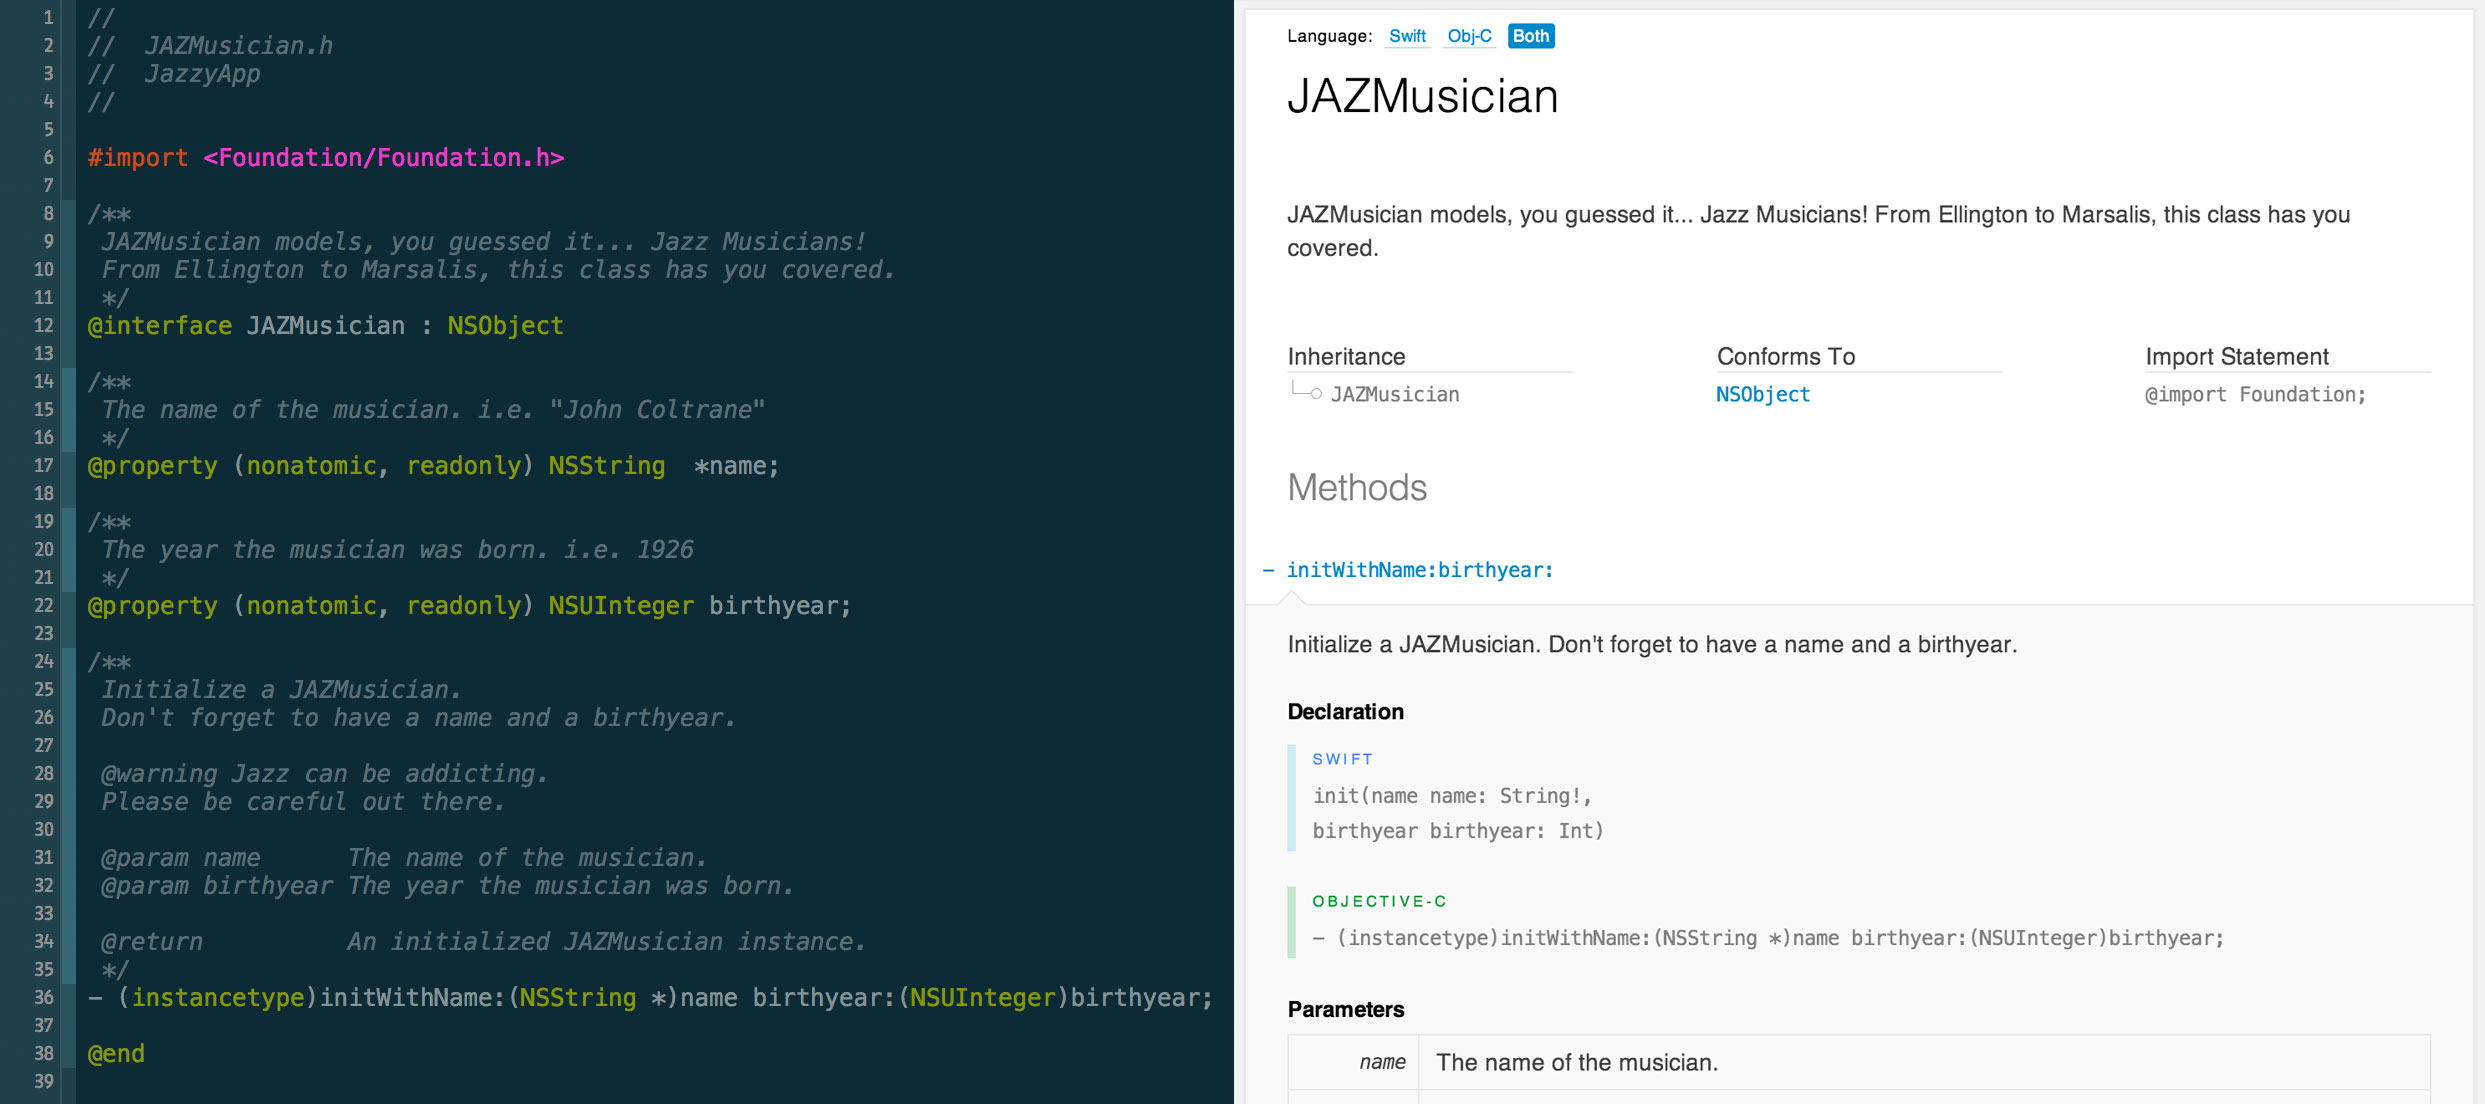 1 //
2 //  JAZMusician.h
3 //  JazzyApp
4 //
5
6 #import <Foundation/Foundation.h>
7
8 /**
9  JAZMusician models, you guessed it... Jazz Musicians!
10  From Ellington to Marsalis, this class has you covered.
11  */
12 @interface JAZMusician : NSObject
13
14 /**
15  The name of the musician. i.e. "John Coltrane"
16  */
17 @property (nonatomic, readonly) NSString  *name;
18
19 /**
20  The year the musician was born. i.e. 1926
21  */
22 @property (nonatomic, readonly) NSUInteger birthyear;
23
24 /**
25  Initialize a JAZMusician.
26  Don't forget to have a name and a birthyear.
27
28  @warning Jazz can be addicting.
29  Please be careful out there.
30
31  @param name      The name of the musician.
32  @param birthyear The year the musician was born.
33
34  @return          An initialized JAZMusician instance.
35  */
36 - (instancetype)initWithName:(NSString *)name birthyear:(NSUInteger)birthyear;
37
38 @end
39
Language: Swift Obj-C Both
JAZMusician
JAZMusician models, you guessed it... Jazz Musicians! From Ellington to Marsalis, this class has you
covered.
Inheritance Conforms To Import Statement
JAZMusician NSObject @import Foundation;
Methods
– initWithName:birthyear:
Initialize a JAZMusician. Don't forget to have a name and a birthyear.
Declaration
SWIFT
init(name name: String!,
birthyear birthyear: Int)
OBJECTIVE-C
- (instancetype)initWithName:(NSString *)name birthyear:(NSUInteger)birthyear;
Parameters
name The name of the musician.